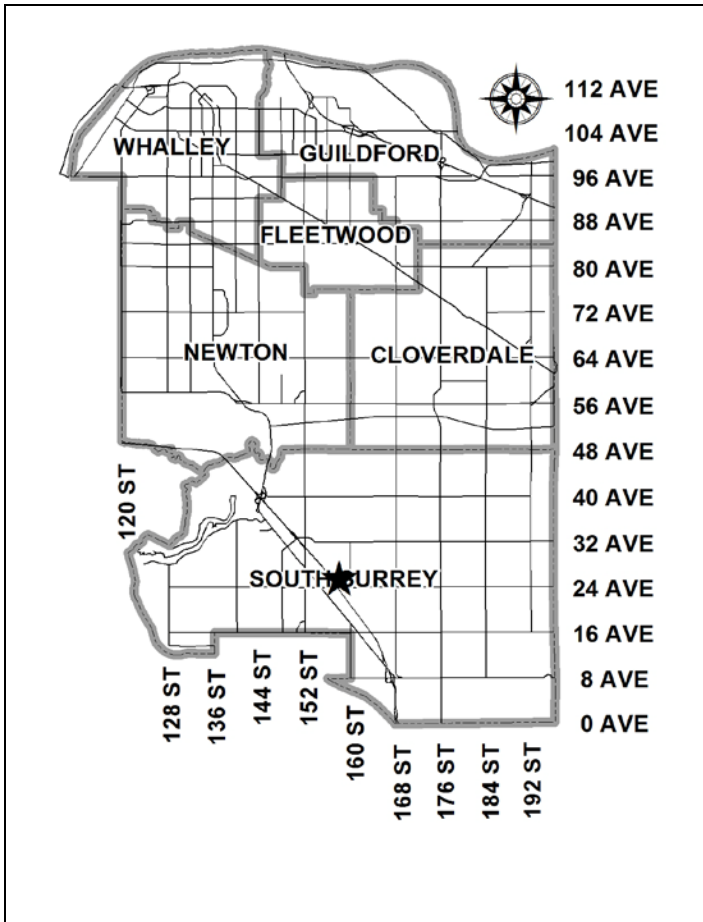 112 AVE
104 AVE
WHALLEY
GUILDFORD
96 AVE
88 AVE
FLEETWOOD
80 AVE
72 AVE
NEWTON
CLOVERDALE
64 AVE
56 AVE
48 AVE
120 ST
40 AVE
32 AVE
SOUTH SURREY
24 AVE
16 AVE
128 ST
136 ST
144 ST
152 ST
8 AVE
160 ST
0 AVE
168 ST
176 ST
184 ST
192 ST